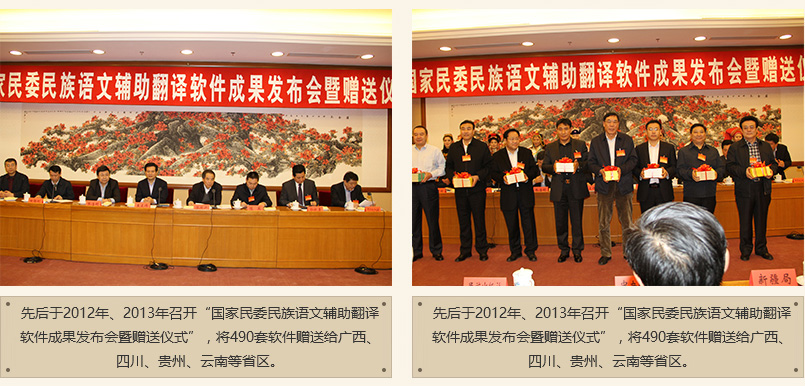 家民委民族语文辅助翻译软件成果发布会暨赠送仪
国家民委民族语文辅助翻译软件成果发布会暨赠送仪
新疆局
先后于2012年、2013年召开“国家民委民族语文辅助翻译
软件成果发布会暨赠送仪式”，将490套软件赠送给广西、
四川、贵州、云南等省区。
先后于2012年、2013年召开“国家民委民族语文辅助翻译
软件成果发布会暨赠送仪式”，将490套软件赠送给广西、
四川、贵州、云南等省区。